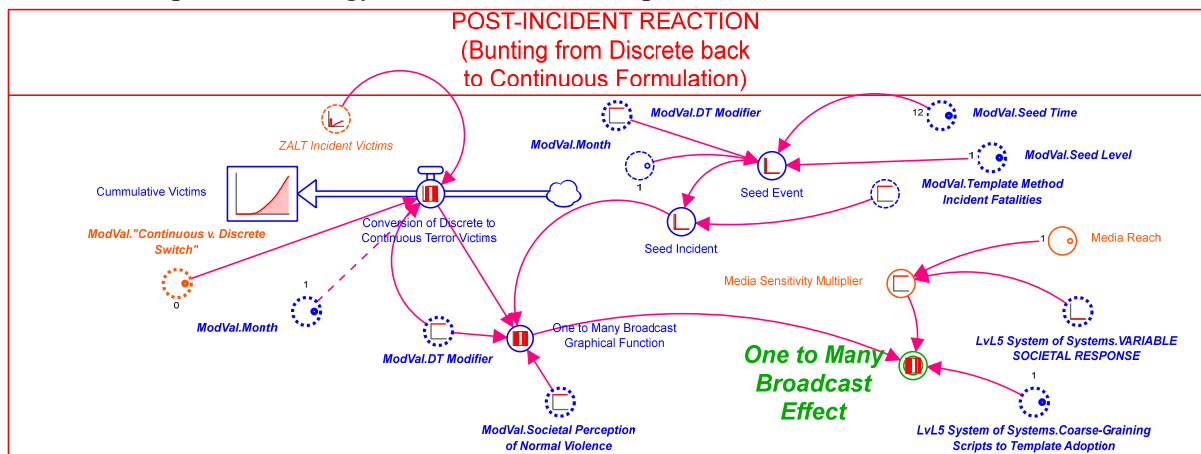 POST-INCIDENT REACTION
(Bunting from Discrete back
to Continuous Formulation)
ZALT Incident Victims
Cummulative Victims
Conversion of Discrete to
Continuous Terror Victims
ModVal."Continuous v. Discrete
Switch"
0
1
ModVal.Month
ModVal.DT Modifier
ModVal.Societal Perception
of Normal Violence
One to Many Broadcast
Graphical Function
ModVal.DT Modifier
ModVal.Month
1
12
ModVal.Seed Time
1
ModVal.Seed Level
Seed Event
ModVal.Template Method
Incident Fatalities
Seed Incident
1
Media Reach
Media Sensitivity Multiplier
LvL5 System of Systems.VARIABLE
SOCIETAL RESPONSE
One to Many
Broadcast
Effect
1
LvL5 System of Systems.Coarse-Graining
Scripts to Template Adoption